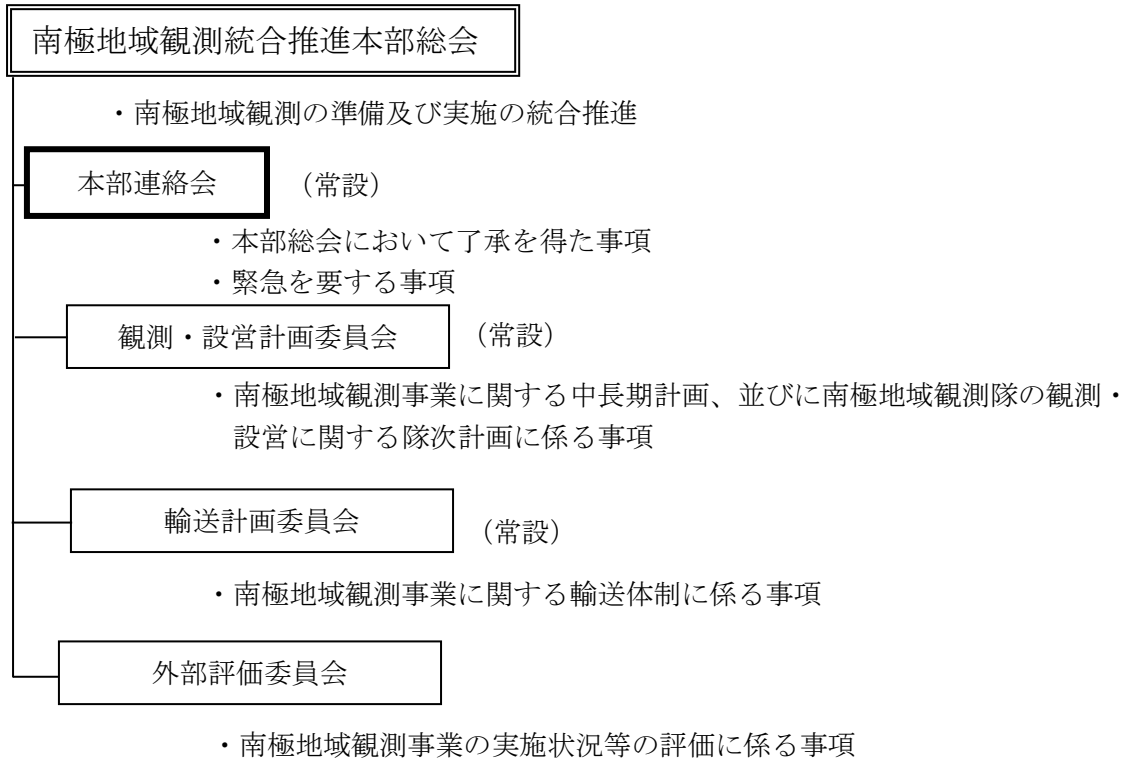 南極地域観測統合推進本部総会
・南極地域観測の準備及び実施の統合推進
本部連絡会 （常設）
・本部総会において了承を得た事項
・緊急を要する事項
観測・設営計画委員会 （常設）
・南極地域観測事業に関する中長期計画、並びに南極地域観測隊の観測・
設営に関する隊次計画に係る事項
輸送計画委員会 （常設）
・南極地域観測事業に関する輸送体制に係る事項
外部評価委員会
・南極地域観測事業の実施状況等の評価に係る事項